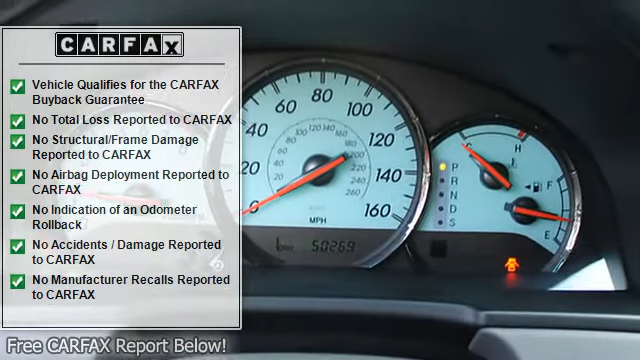 CARFAX
Vehicle Qualifies for the CARFAX
Buyback Guarantee
No Total Loss Reported to CARFAX
No Structural/Frame Damage
Reported to CARFAX
No Airbag Deployment Reported to
CARFAX
No Indication of an Odometer
Rollback
No Accidents / Damage Reported
to CARFAX
No Manufacturer Recalls Reported
to CARFAX
Free CARFAX Report Below!
0 20 40 60 80 100 120 140 160
MPH
50269
P
R
N
D
S
C H
F
E